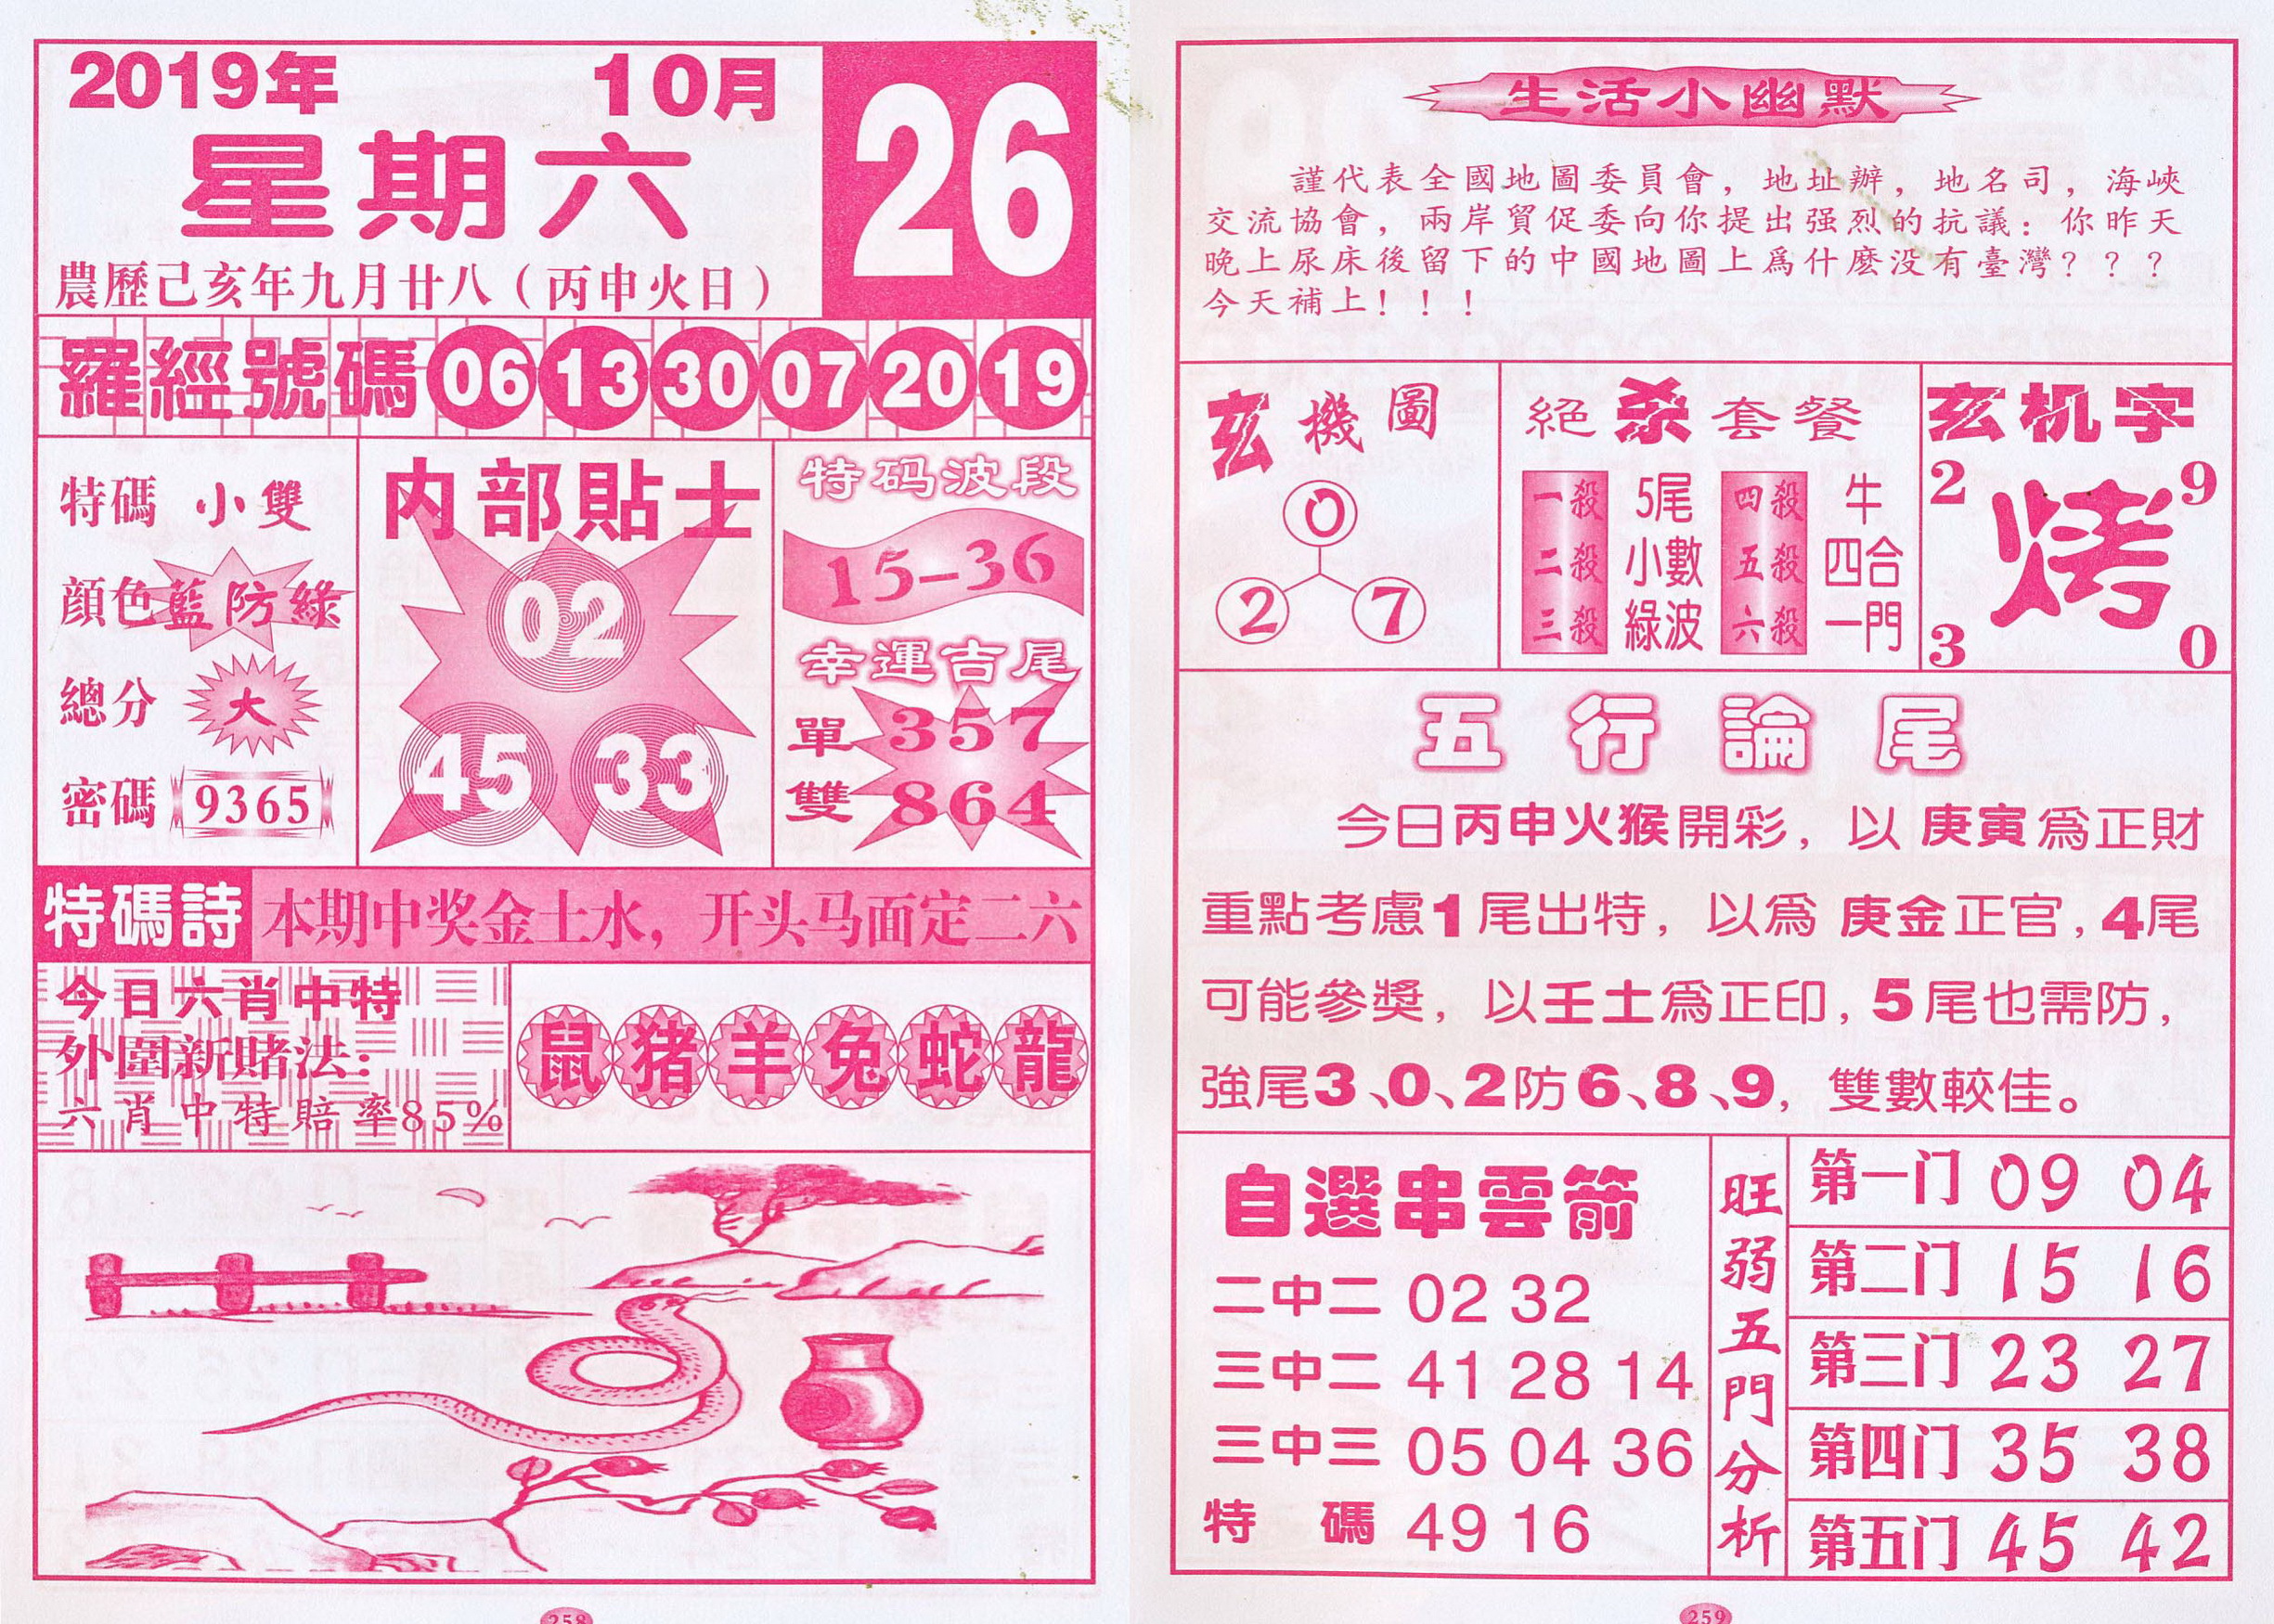 2019年 10月 26
星期六
農歷己亥年九月廿八（丙申火日）
羅經號碼 06 13 30 07 20 19
特碼 小雙
顔色 藍防綠
總分 大
密碼 9365
内部貼士
02
45 33
特码波段
15-36
幸運吉尾
單 357
雙 864
特碼詩 本期中奖金土水，开头马面定二六
今日六肖中特
外圍新賭法：
六肖中特賠率85%
鼠 猪 羊 兔 蛇 龍
258
生活小幽默
謹代表全國地圖委員會，地址辦，地名司，海峽
交流協會，兩岸貿促委向你提出强烈的抗議：你昨天
晚上尿床後留下的中國地圖上爲什麽没有臺灣？？？
今天補上！！！
玄機圖
0
2 7
絕杀套餐
一殺 5尾 四殺 牛
二殺 小數 五殺 四合
三殺 綠波 六殺 一門
玄机字
2 9
烤
3 0
五行論尾
今日丙申火猴開彩，以庚寅爲正財
重點考慮1尾出特，以爲庚金正官，4尾
可能參獎，以壬土爲正印，5尾也需防，
強尾3、0、2防6、8、9，雙數較佳。
自選串雲箭
二中二 02 32
三中二 41 28 14
三中三 05 04 36
特碼 49 16
旺弱五門分析
第一门 09 04
第二门 15 16
第三门 23 27
第四门 35 38
第五门 45 42
259